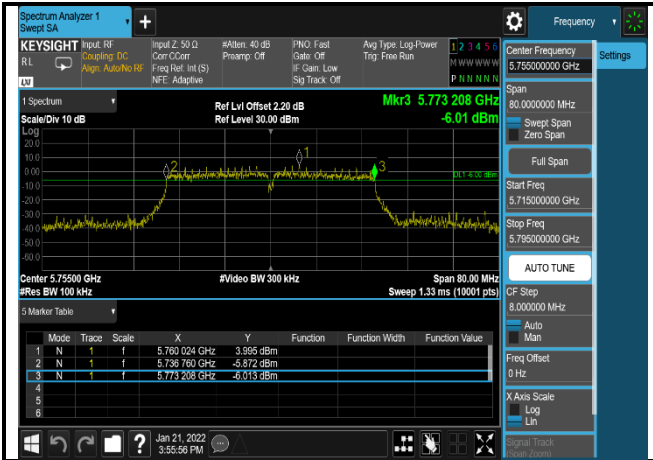 Spectrum Analyzer 1
Swept SA
+
Frequency
KEYSIGHT
RL
Input: RF
Coupling: DC
Align: Auto/No RF
Input Z: 50 Ω
Corr CCorr
Freq Ref: Int (S)
NFE: Adaptive
#Atten: 40 dB
Preamp: Off
PNO: Fast
Gate: Off
IF Gain: Low
Sig Track: Off
Avg Type: Log-Power
Trig: Free Run
1 2 3 4 5 6
M W W W W W
P N N N N N
Center Frequency
5.755000000 GHz
Settings
Span
80.0000000 MHz
Swept Span
Zero Span
Full Span
Start Freq
5.715000000 GHz
Stop Freq
5.795000000 GHz
AUTO TUNE
CF Step
8.000000 MHz
Auto
Man
Freq Offset
0 Hz
X Axis Scale
Log
Lin
Signal Track
(Span Zoom)
1 Spectrum
Scale/Div 10 dB
Ref Lvl Offset 2.20 dB
Ref Level 30.00 dBm
Mkr3 5.773 208 GHz
-6.01 dBm
Log
20.0
10.0
0.00
-10.0
-20.0
-30.0
-40.0
-50.0
-60.0
2
1
3
DL1 -6.00 dBm
Center 5.75500 GHz
#Res BW 100 kHz
#Video BW 300 kHz
Span 80.00 MHz
Sweep 1.33 ms (10001 pts)
5 Marker Table
Mode Trace Scale X Y Function Function Width Function Value
1 N 1 f 5.760 024 GHz 3.995 dBm
2 N 1 f 5.736 760 GHz -5.872 dBm
3 N 1 f 5.773 208 GHz -6.013 dBm
4
5
6
?
Jan 21, 2022
3:55:56 PM